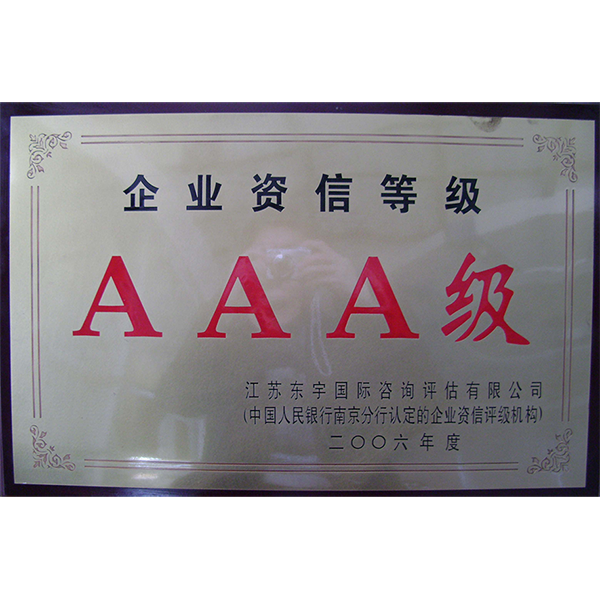 企业资信等级
AAA级
江苏东宇国际咨询评估有限公司
(中国人民银行南京分行认定的企业资信评级机构)
二〇〇六年度